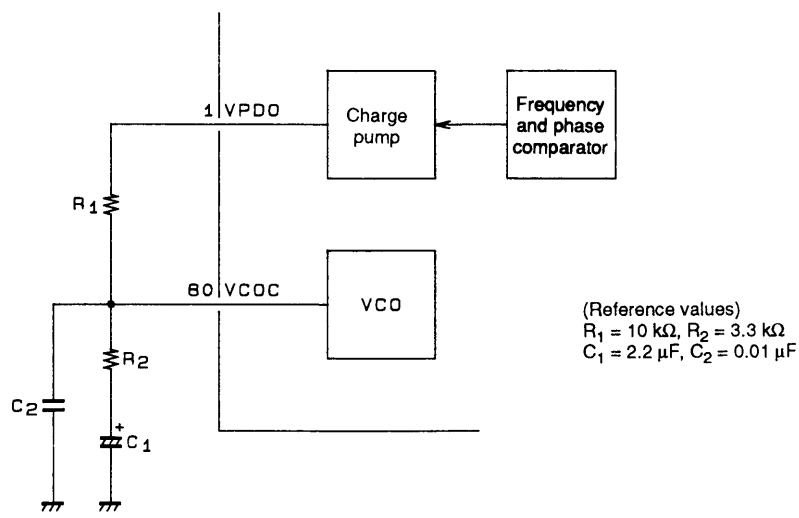 1 VPDO
Charge
pump
Frequency
and phase
comparator
R1
80 VCOC
VCO
(Reference values)
R1 = 10 kΩ, R2 = 3.3 kΩ
C1 = 2.2 µF, C2 = 0.01 µF
R2
C2
+
C1